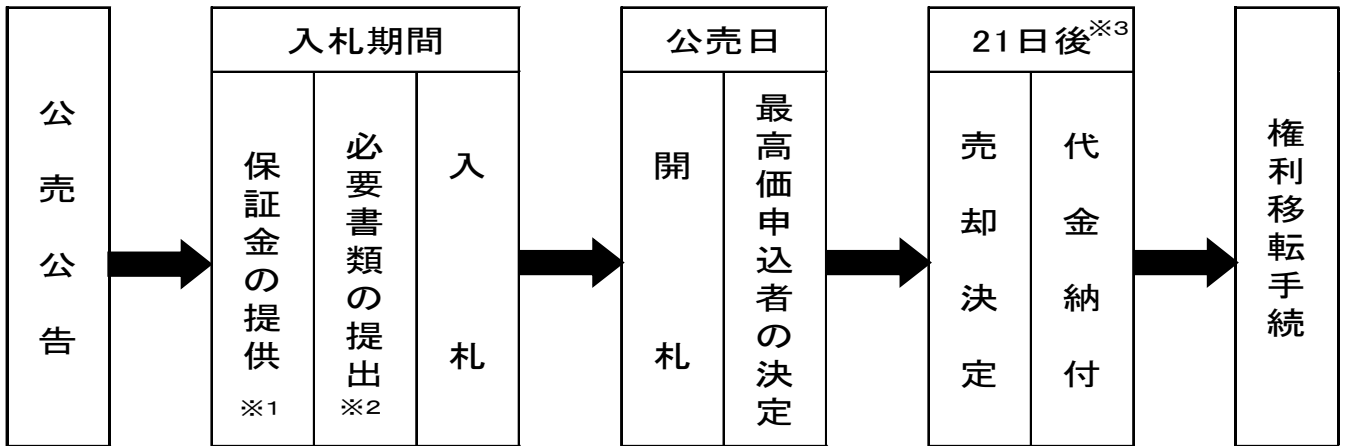 公売公告
入札期間
保証金の提供
※1
必要書類の提出
※2
入札
公売日
開札
最高価申込者の決定
21日後※3
売却決定
代金納付
権利移転手続